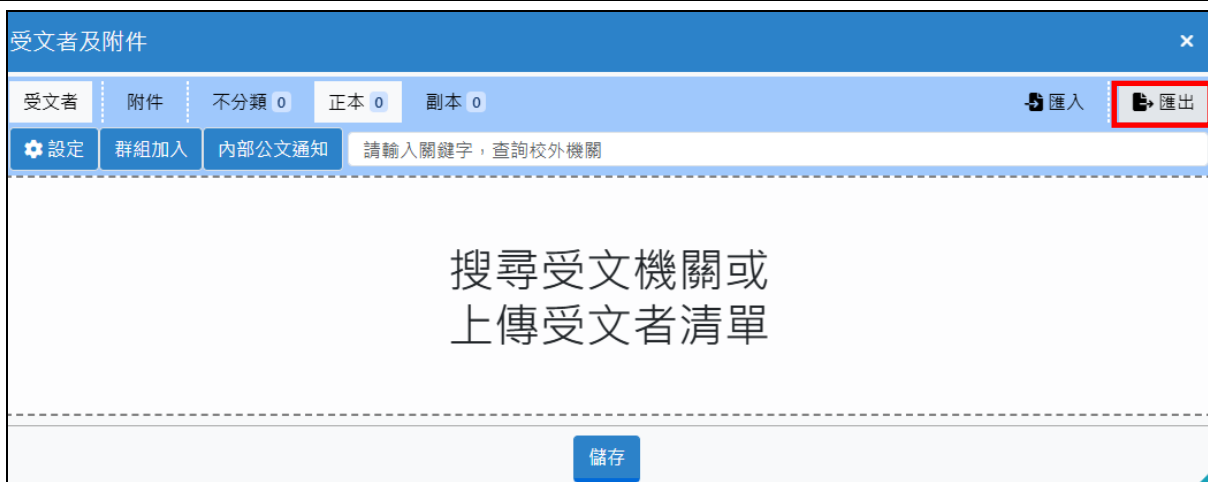 受文者及附件 ×
受文者 附件 不分類 0 正本 0 副本 0 匯入 匯出
設定 群組加入 內部公文通知 請輸入關鍵字，查詢校外機關
搜尋受文機關或
上傳受文者清單
儲存